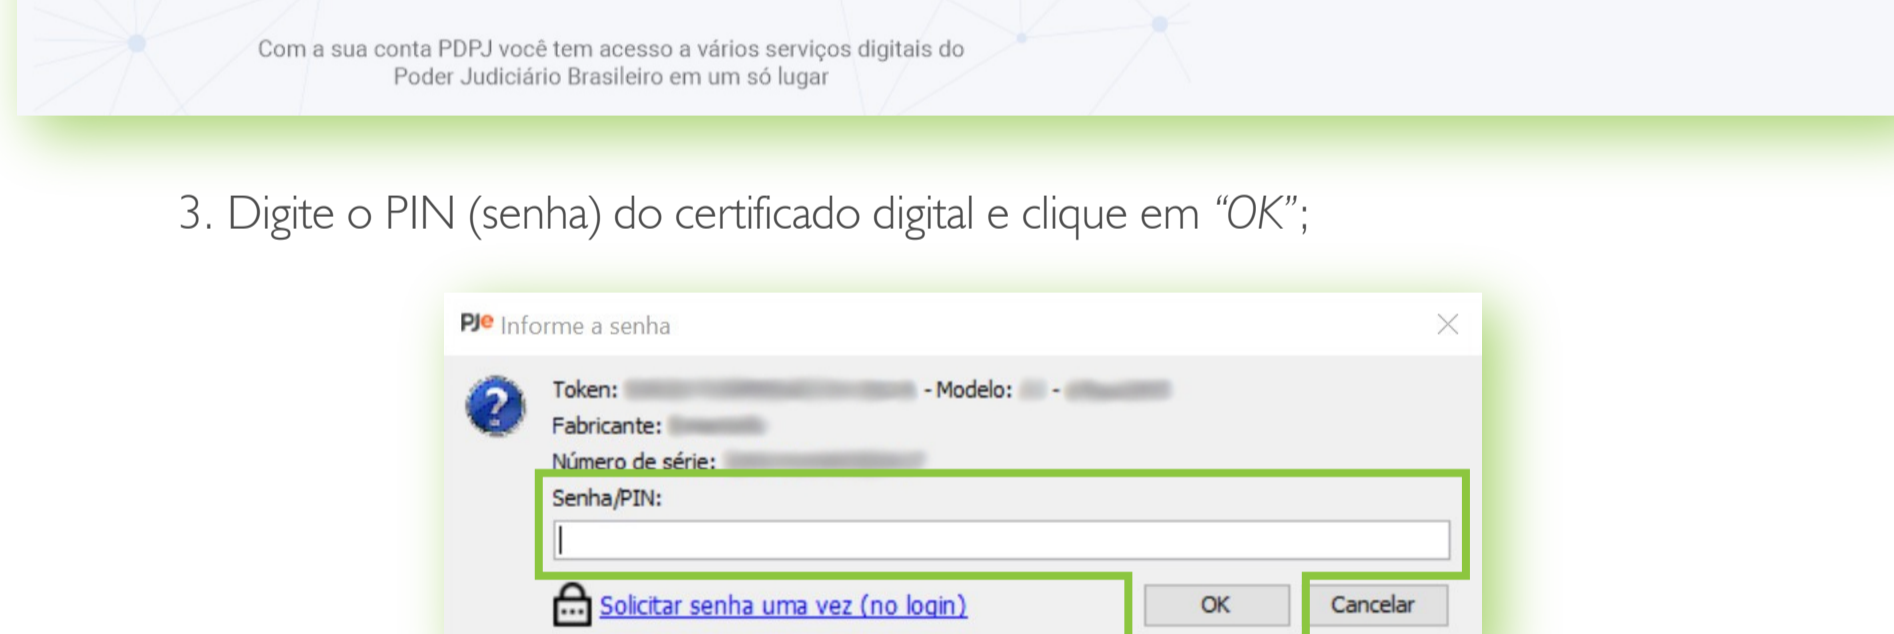 Com a sua conta PDPJ você tem acesso a vários serviços digitais do
Poder Judiciário Brasileiro em um só lugar
3. Digite o PIN (senha) do certificado digital e clique em “OK”;
PJe Informe a senha
Token: - Modelo: -
Fabricante:
Número de série:
Senha/PIN:
Solicitar senha uma vez (no login)
OK
Cancelar